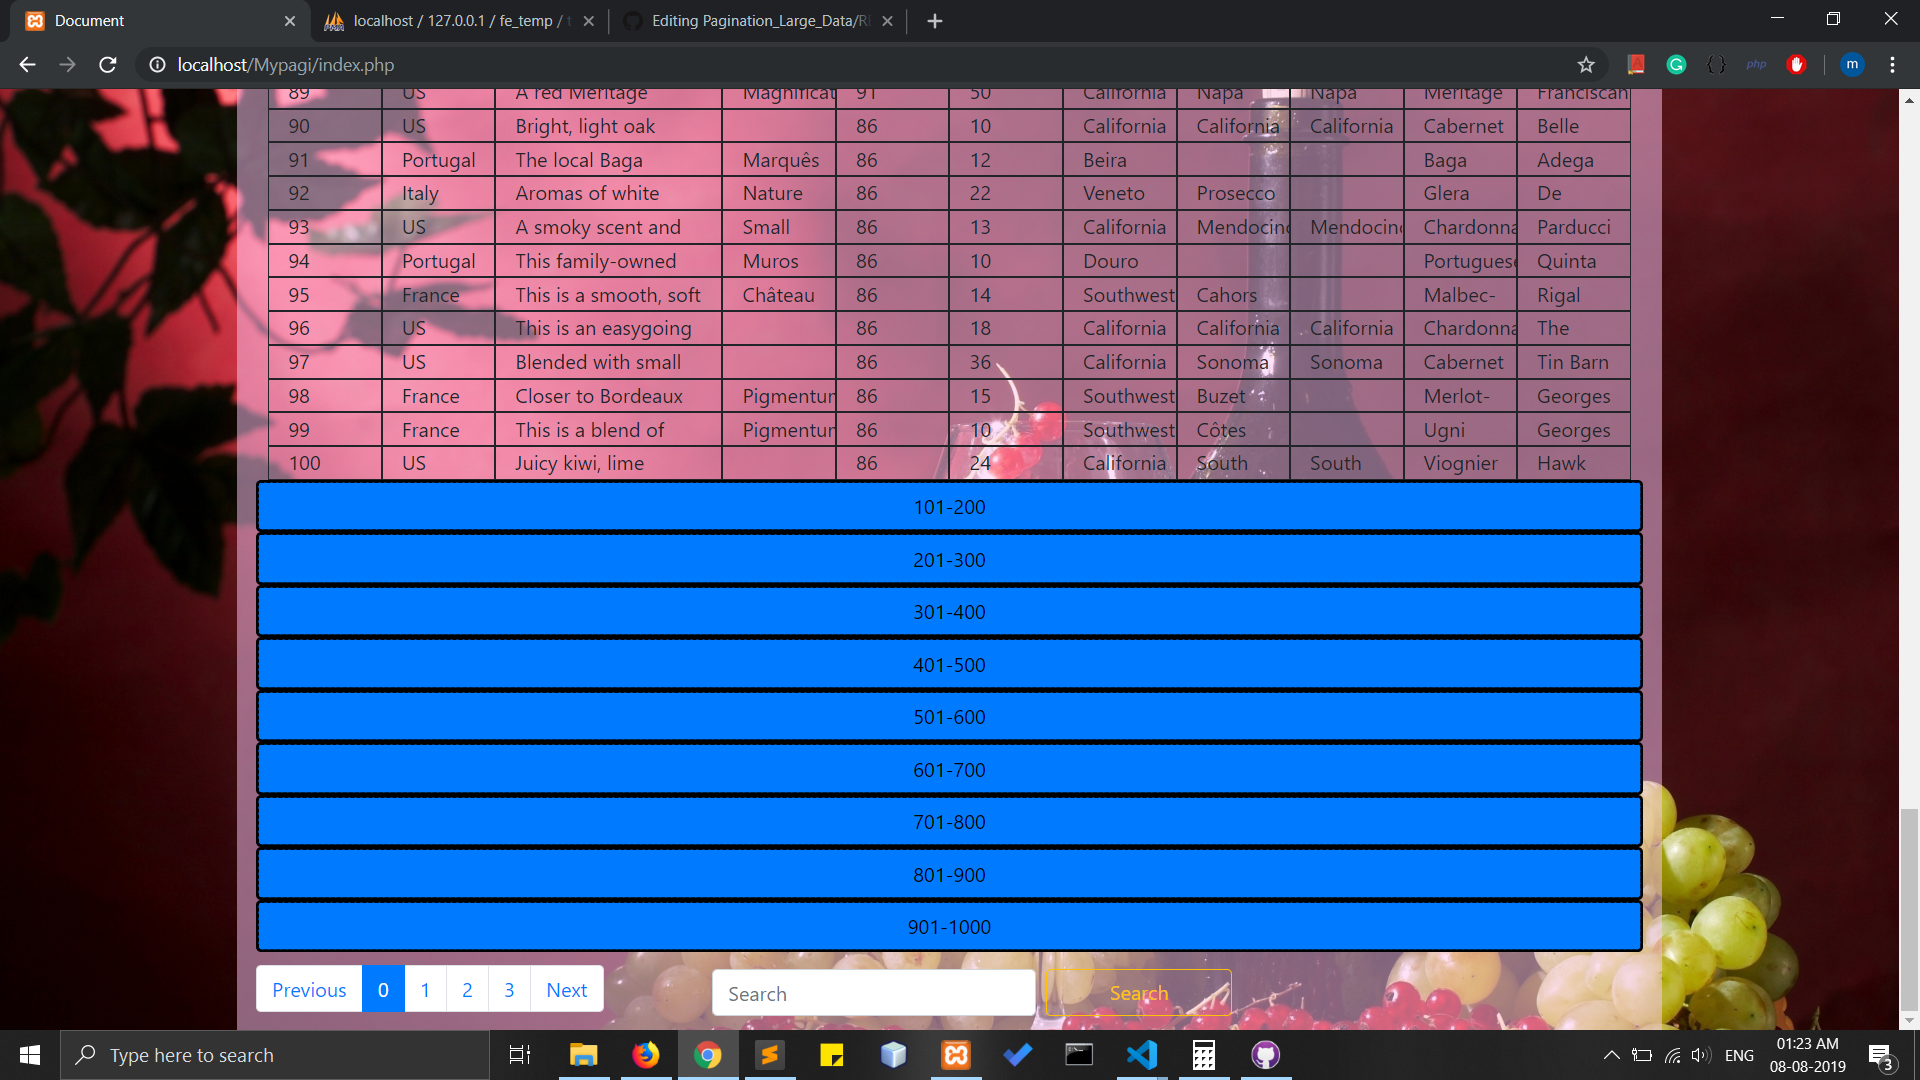 Document
localhost / 127.0.0.1 / fe_temp / t
Editing Pagination_Large_Data/RE
localhost/Mypagi/index.php
php
m
89 US A red Meritage Magnificat 91 50 California Napa Napa Meritage Franciscan
90 US Bright, light oak 86 10 California California California Cabernet Belle
91 Portugal The local Baga Marquês 86 12 Beira Baga Adega
92 Italy Aromas of white Nature 86 22 Veneto Prosecco Glera De
93 US A smoky scent and Small 86 13 California Mendocino Mendocino Chardonna Parducci
94 Portugal This family-owned Muros 86 10 Douro Portuguese Quinta
95 France This is a smooth, soft Château 86 14 Southwest Cahors Malbec- Rigal
96 US This is an easygoing 86 18 California California California Chardonna The
97 US Blended with small 86 36 California Sonoma Sonoma Cabernet Tin Barn
98 France Closer to Bordeaux Pigmentum 86 15 Southwest Buzet Merlot- Georges
99 France This is a blend of Pigmentum 86 10 Southwest Côtes Ugni Georges
100 US Juicy kiwi, lime 86 24 California South South Viognier Hawk
101-200
201-300
301-400
401-500
501-600
601-700
701-800
801-900
901-1000
Previous 0 1 2 3 Next Search Search
Type here to search
ENG
01:23 AM
08-08-2019
3